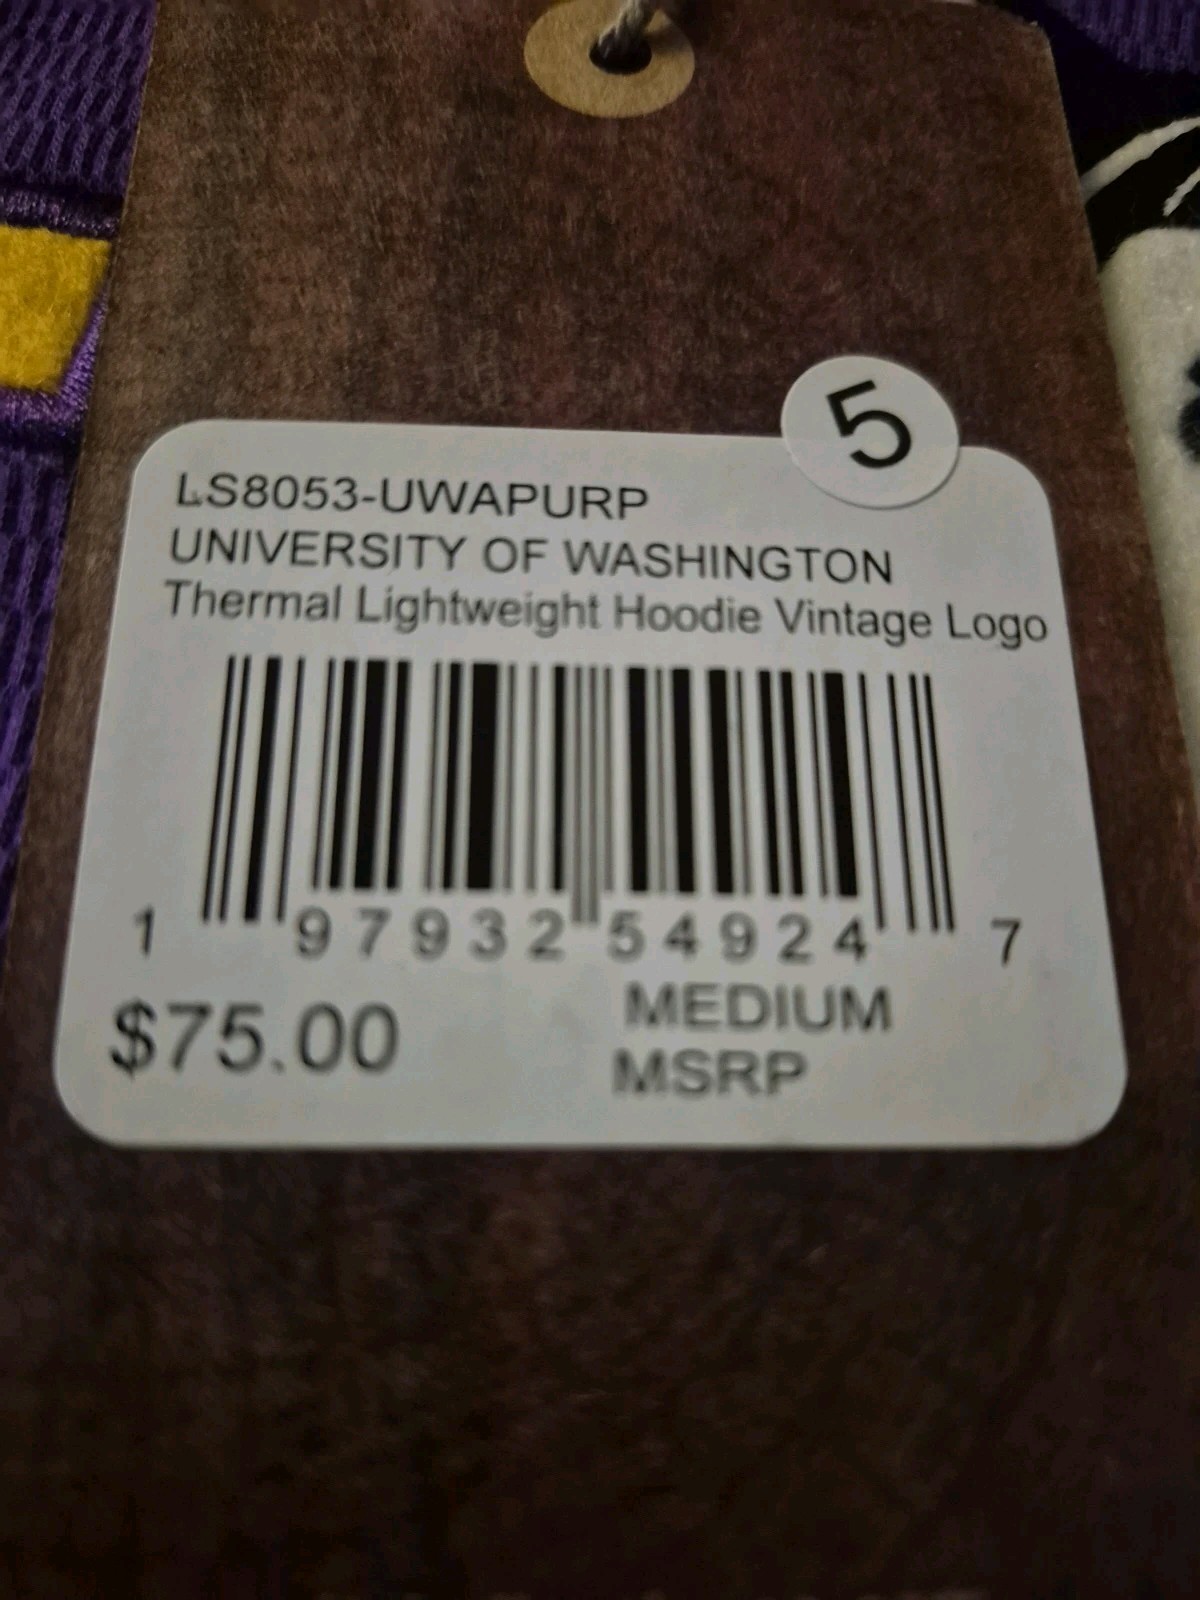 5
LS8053-UWAPURP
UNIVERSITY OF WASHINGTON
Thermal Lightweight Hoodie Vintage Logo
1 97932 54924 7
$75.00 MEDIUM
MSRP